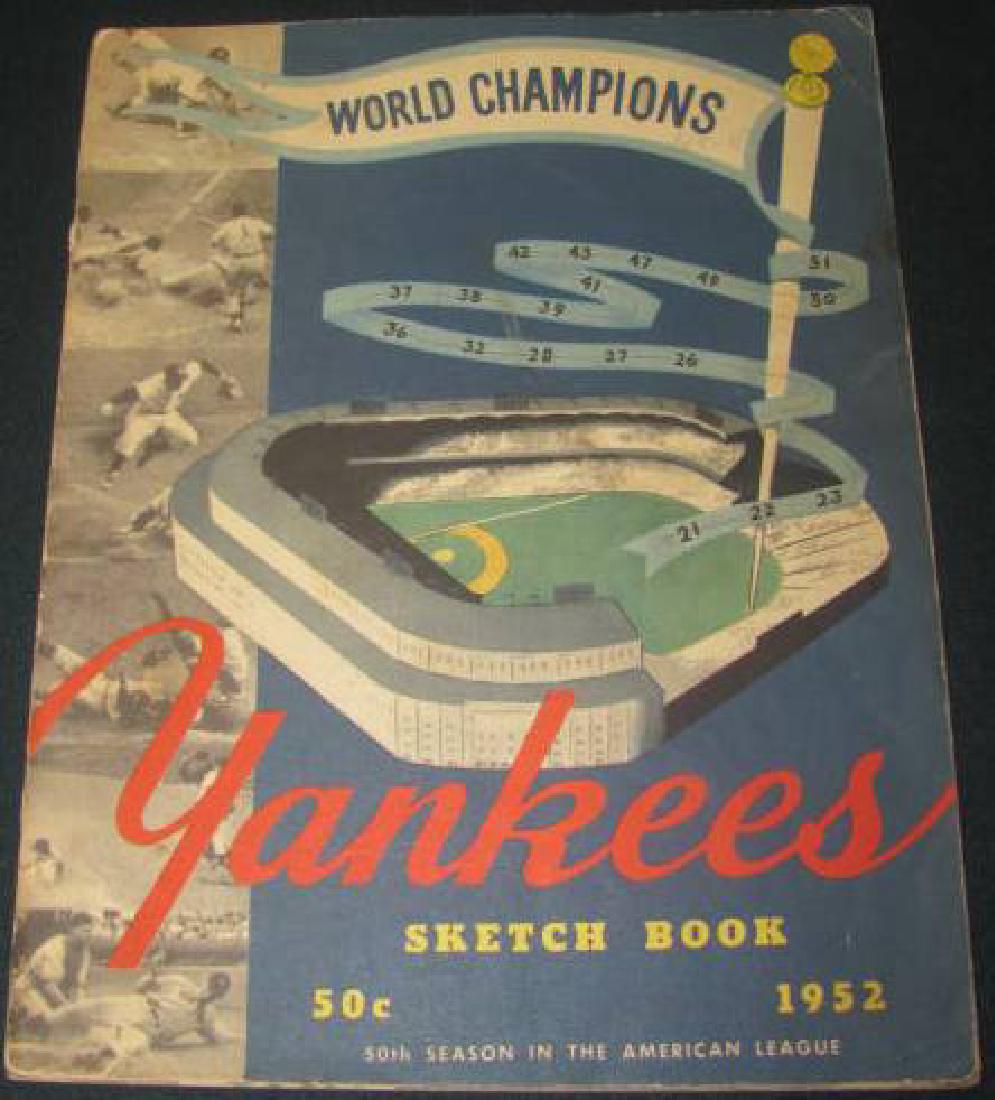 WORLD CHAMPIONS
42 43 47 49 51
41 50
37 38 39
36 32 28 27 26
21 22 23
Yankees
SKETCH BOOK
50c 1952
50th SEASON IN THE AMERICAN LEAGUE